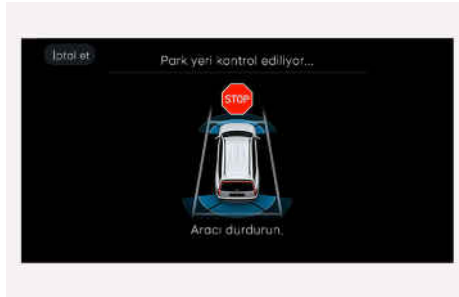 İptal et
Park yeri kontrol ediliyor...
STOP
Aracı durdurun.